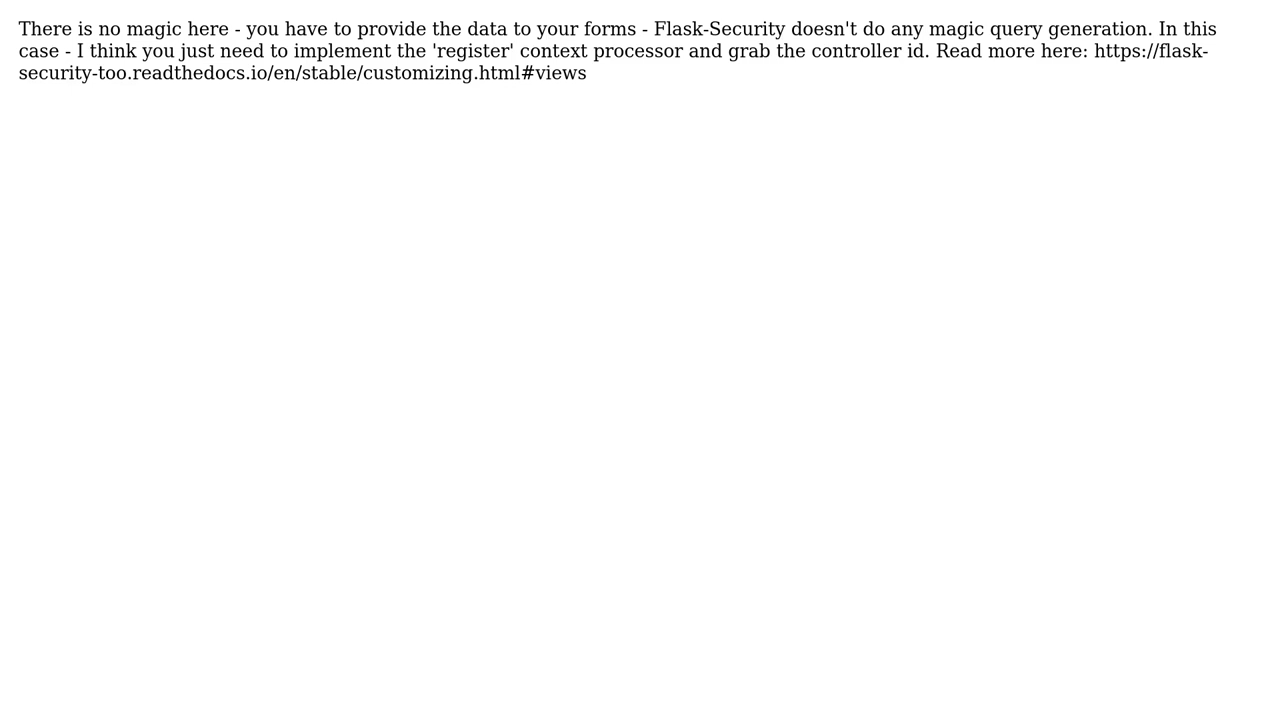 There is no magic here - you have to provide the data to your forms - Flask-Security doesn't do any magic query generation. In this
case - I think you just need to implement the 'register' context processor and grab the controller id. Read more here: https://flask-
security-too.readthedocs.io/en/stable/customizing.html#views